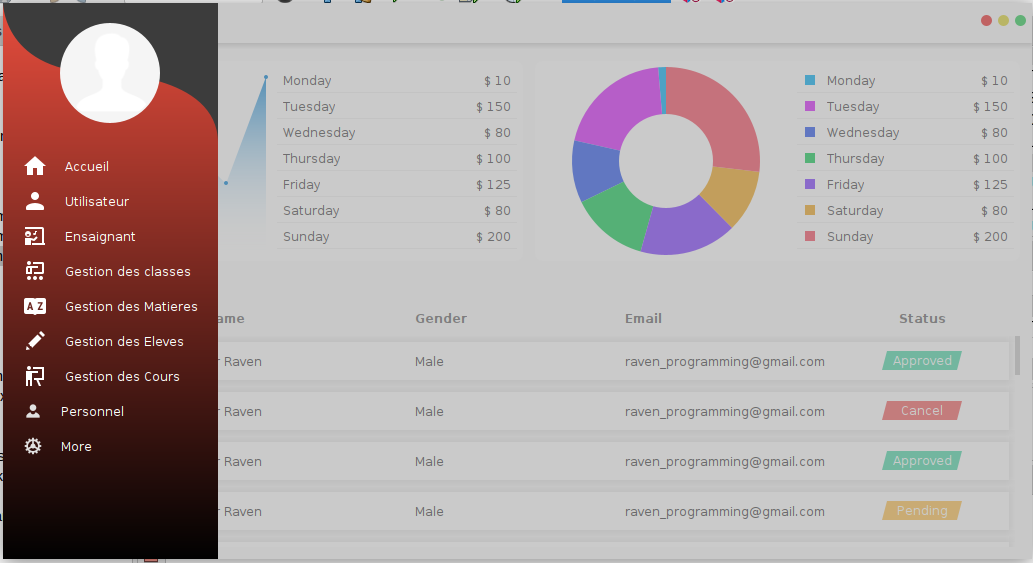 Accueil
Utilisateur
Ensaignant
Gestion des classes
Gestion des Matieres
Gestion des Eleves
Gestion des Cours
Personnel
More
Monday $ 10
Tuesday $ 150
Wednesday $ 80
Thursday $ 100
Friday $ 125
Saturday $ 80
Sunday $ 200
Monday $ 10
Tuesday $ 150
Wednesday $ 80
Thursday $ 100
Friday $ 125
Saturday $ 80
Sunday $ 200
ame Gender Email Status
r Raven Male raven_programming@gmail.com Approved
r Raven Male raven_programming@gmail.com Cancel
r Raven Male raven_programming@gmail.com Approved
r Raven Male raven_programming@gmail.com Pending